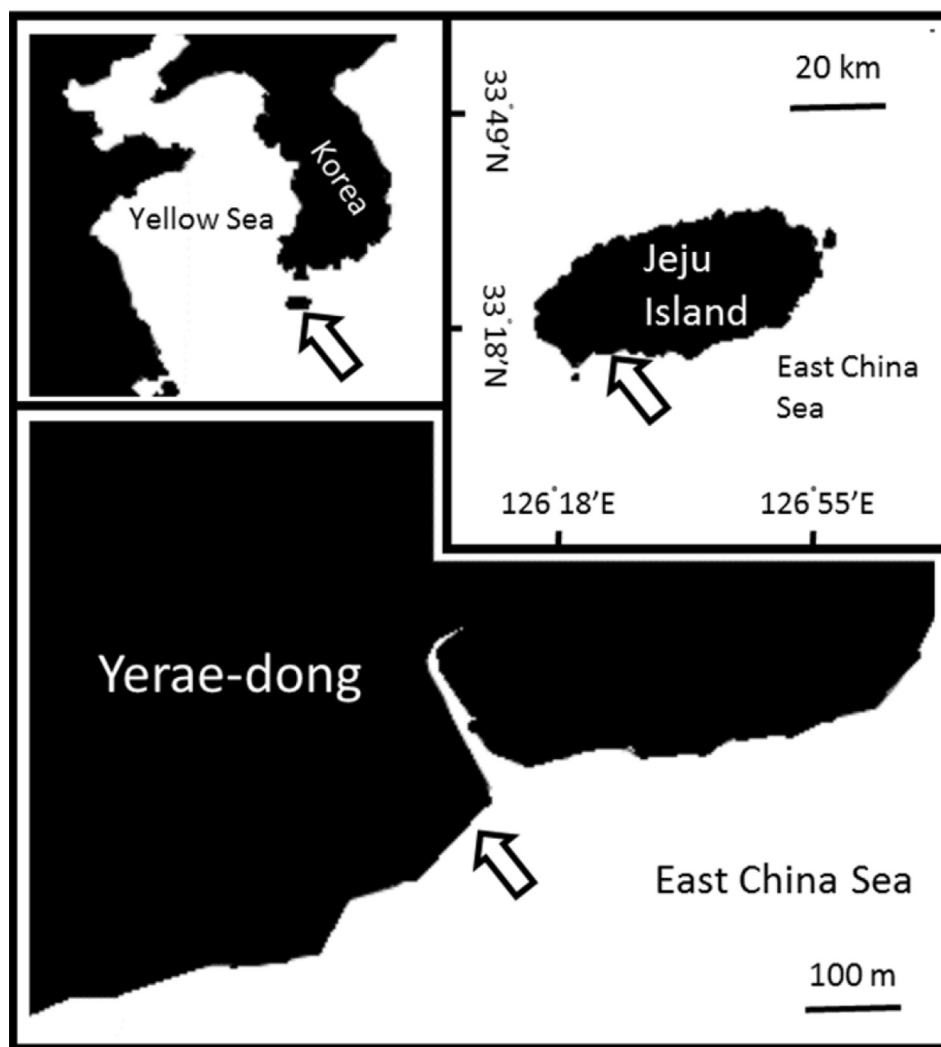 Korea
Yellow Sea
20 km
33°49'N
33°18'N
Jeju
Island
East China
Sea
126°18'E
126°55'E
Yerae-dong
East China Sea
100 m